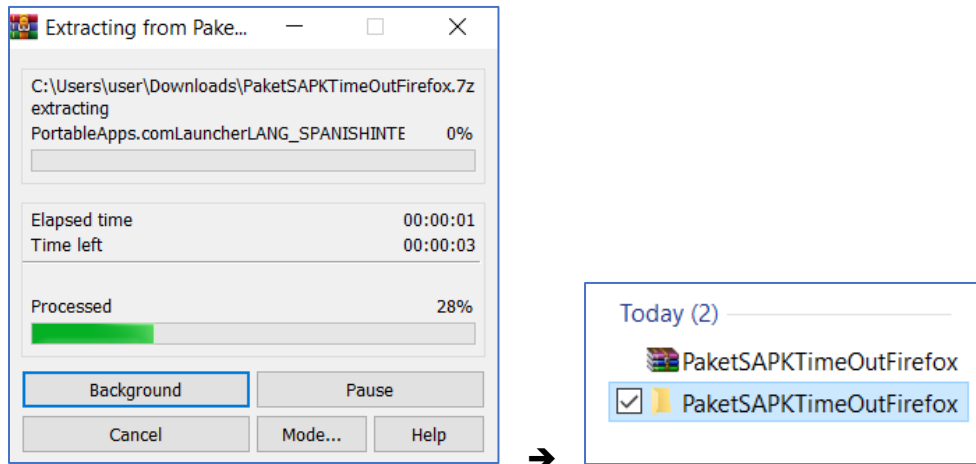 Extracting from Pake...
C:\Users\user\Downloads\PaketSAPKTimeOutFirefox.7z
extracting
PortableApps.comLauncherLANG_SPANISHINTE 0%
Elapsed time 00:00:01
Time left 00:00:03
Processed 28%
Background Pause
Cancel Mode... Help
➔
Today (2)
PaketSAPKTimeOutFirefox
PaketSAPKTimeOutFirefox